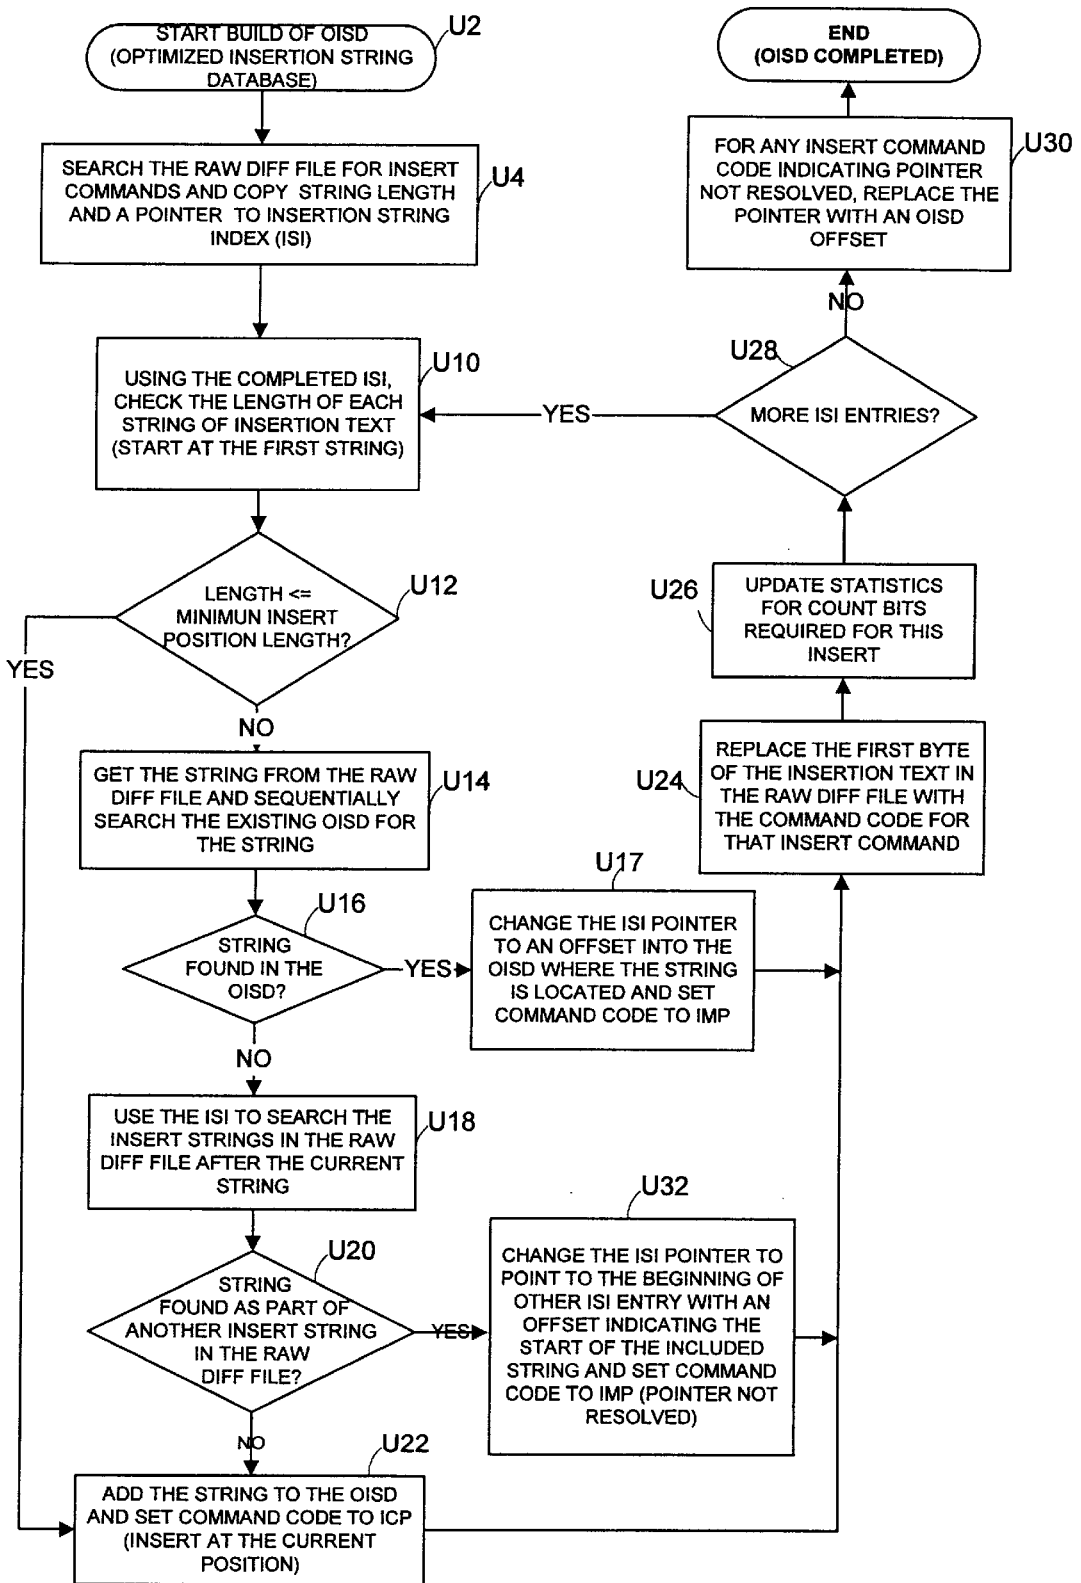 START BUILD OF OISD
(OPTIMIZED INSERTION STRING
DATABASE)
U2
SEARCH THE RAW DIFF FILE FOR INSERT
COMMANDS AND COPY STRING LENGTH
AND A POINTER TO INSERTION STRING
INDEX (ISI)
U4
USING THE COMPLETED ISI,
CHECK THE LENGTH OF EACH
STRING OF INSERTION TEXT
(START AT THE FIRST STRING)
U10
LENGTH <=
MINIMUN INSERT
POSITION LENGTH?
U12
YES
NO
GET THE STRING FROM THE RAW
DIFF FILE AND SEQUENTIALLY
SEARCH THE EXISTING OISD FOR
THE STRING
U14
STRING
FOUND IN THE
OISD?
U16
YES
CHANGE THE ISI POINTER
TO AN OFFSET INTO THE
OISD WHERE THE STRING
IS LOCATED AND SET
COMMAND CODE TO IMP
U17
NO
USE THE ISI TO SEARCH THE
INSERT STRINGS IN THE RAW
DIFF FILE AFTER THE CURRENT
STRING
U18
STRING
FOUND AS PART OF
ANOTHER INSERT STRING
IN THE RAW
DIFF FILE?
U20
YES
CHANGE THE ISI POINTER TO
POINT TO THE BEGINNING OF
OTHER ISI ENTRY WITH AN
OFFSET INDICATING THE
START OF THE INCLUDED
STRING AND SET COMMAND
CODE TO IMP (POINTER NOT
RESOLVED)
U32
NO
ADD THE STRING TO THE OISD
AND SET COMMAND CODE TO ICP
(INSERT AT THE CURRENT
POSITION)
U22
REPLACE THE FIRST BYTE
OF THE INSERTION TEXT IN
THE RAW DIFF FILE WITH
THE COMMAND CODE FOR
THAT INSERT COMMAND
U24
UPDATE STATISTICS
FOR COUNT BITS
REQUIRED FOR THIS
INSERT
U26
MORE ISI ENTRIES?
U28
YES
NO
FOR ANY INSERT COMMAND
CODE INDICATING POINTER
NOT RESOLVED, REPLACE THE
POINTER WITH AN OISD
OFFSET
U30
END
(OISD COMPLETED)